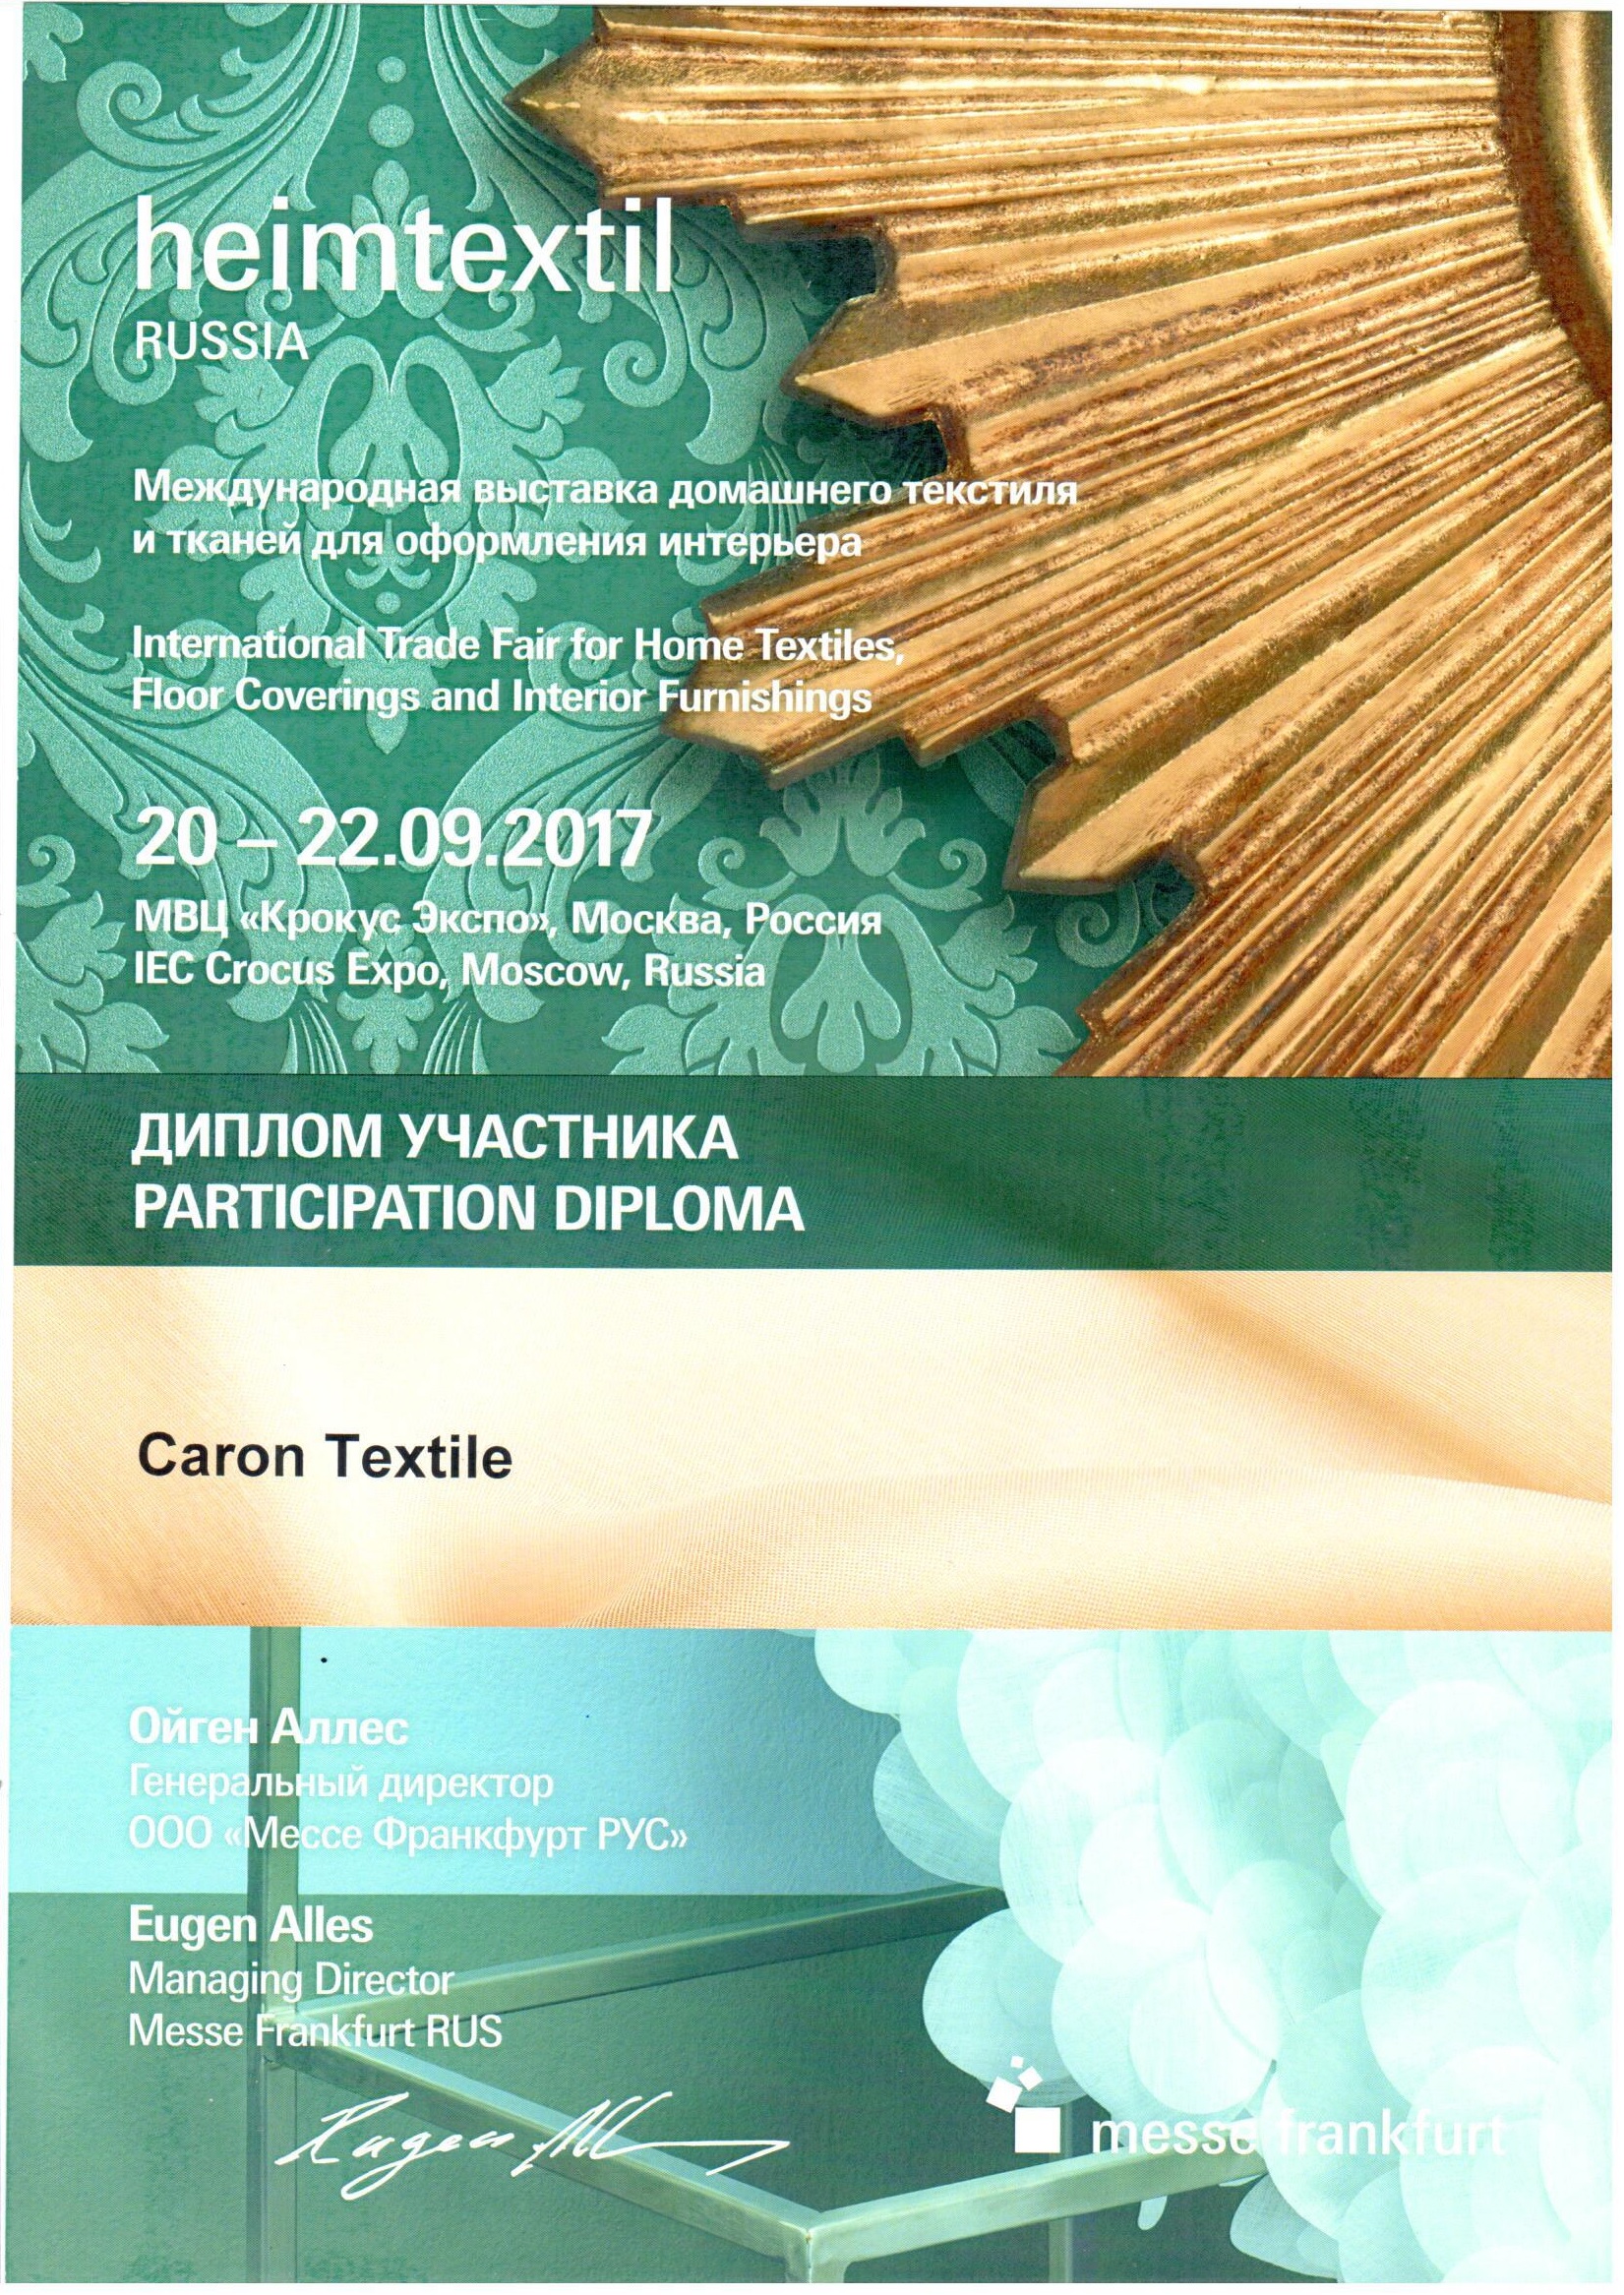 heimtextil
RUSSIA
Международная выставка домашнего текстиля
и тканей для оформления интерьера
International Trade Fair for Home Textiles,
Floor Coverings and Interior Furnishings
20 – 22.09.2017
МВЦ «Крокус Экспо», Москва, Россия
IEC Crocus Expo, Moscow, Russia
ДИПЛОМ УЧАСТНИКА
PARTICIPATION DIPLOMA
Caron Textile
Ойген Аллес
Генеральный директор
ООО «Мессе Франкфурт РУС»
Eugen Alles
Managing Director
Messe Frankfurt RUS
Eugen Alles
messe frankfurt